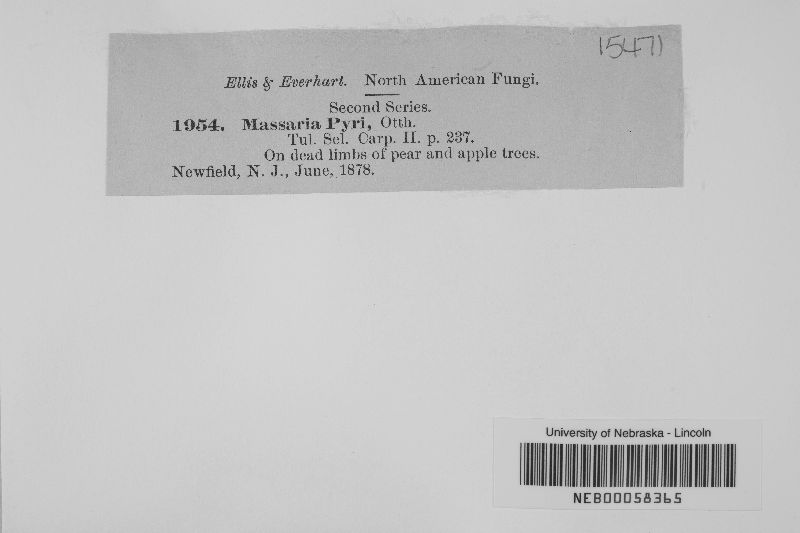 15471
Ellis & Everhart. North American Fungi.
Second Series.
1954. Massaria Pyri, Otth.
Tul. Sel. Carp. II. p. 237.
On dead limbs of pear and apple trees.
Newfield, N. J., June, 1878.
University of Nebraska - Lincoln
NEB00058365